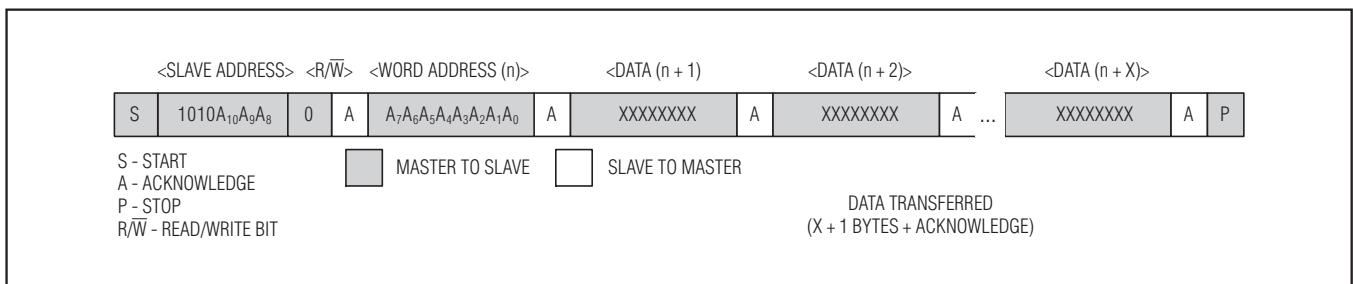 <SLAVE ADDRESS> <R/W̅> <WORD ADDRESS (n)> <DATA (n + 1) <DATA (n + 2)> <DATA (n + X)>
S 1010A₁₀A₉A₈ 0 A A₇A₆A₅A₄A₃A₂A₁A₀ A XXXXXXXX A XXXXXXXX A ... XXXXXXXX A P
S - START
A - ACKNOWLEDGE
P - STOP
R/W̅ - READ/WRITE BIT
MASTER TO SLAVE
SLAVE TO MASTER
DATA TRANSFERRED
(X + 1 BYTES + ACKNOWLEDGE)